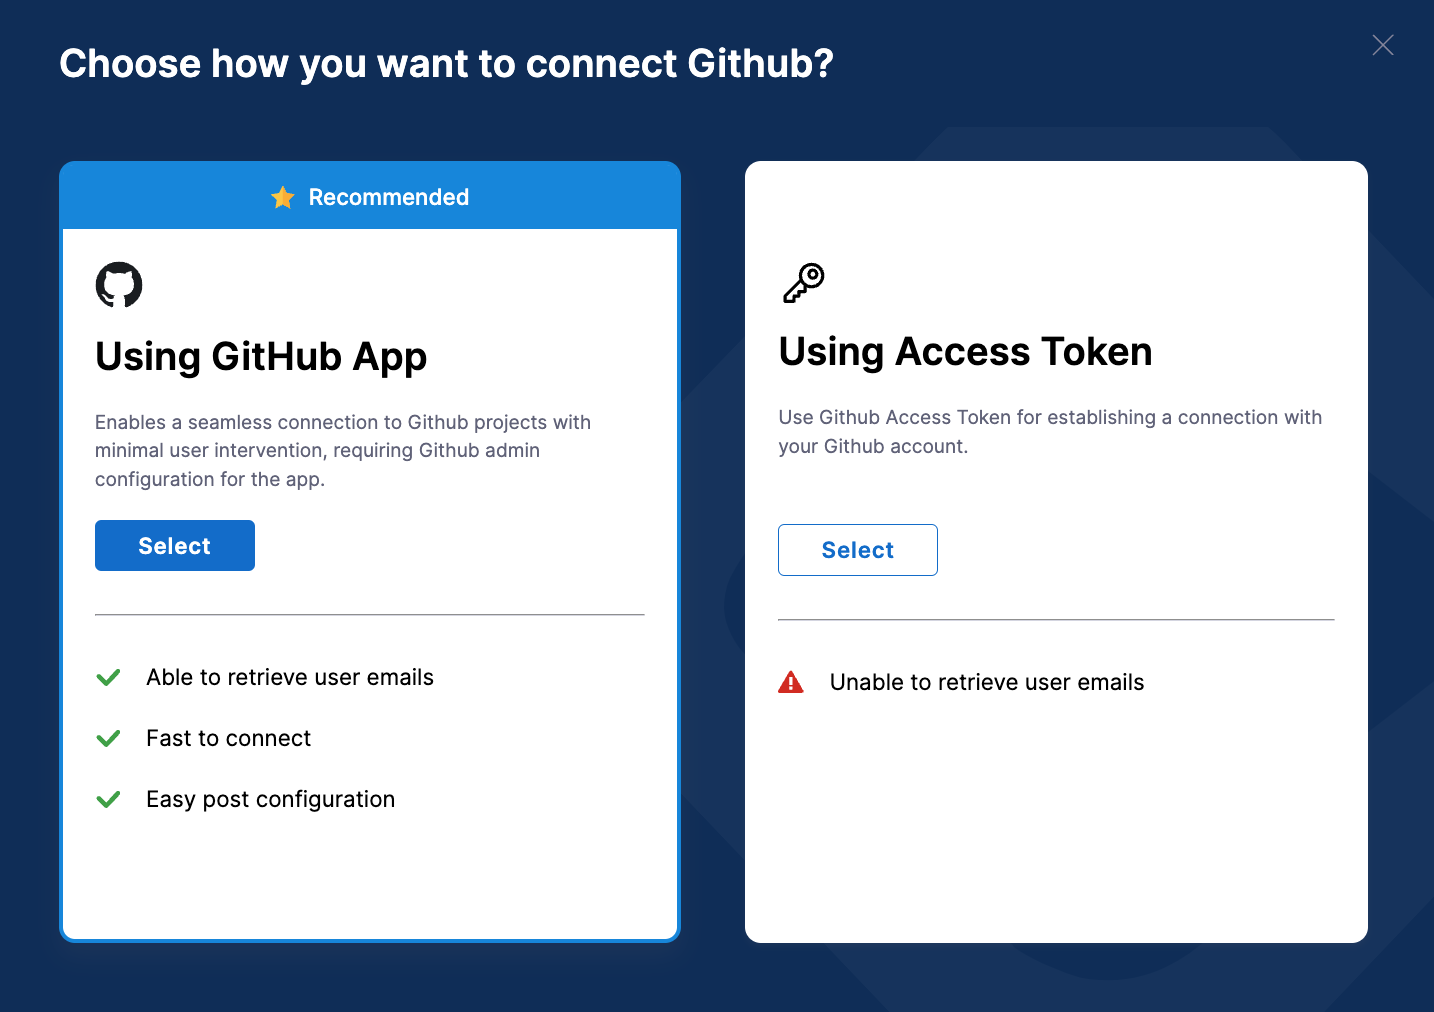 Choose how you want to connect Github?
Recommended
Using GitHub App
Enables a seamless connection to Github projects with
minimal user intervention, requiring Github admin
configuration for the app.
Select
Able to retrieve user emails
Fast to connect
Easy post configuration
Using Access Token
Use Github Access Token for establishing a connection with
your Github account.
Select
Unable to retrieve user emails